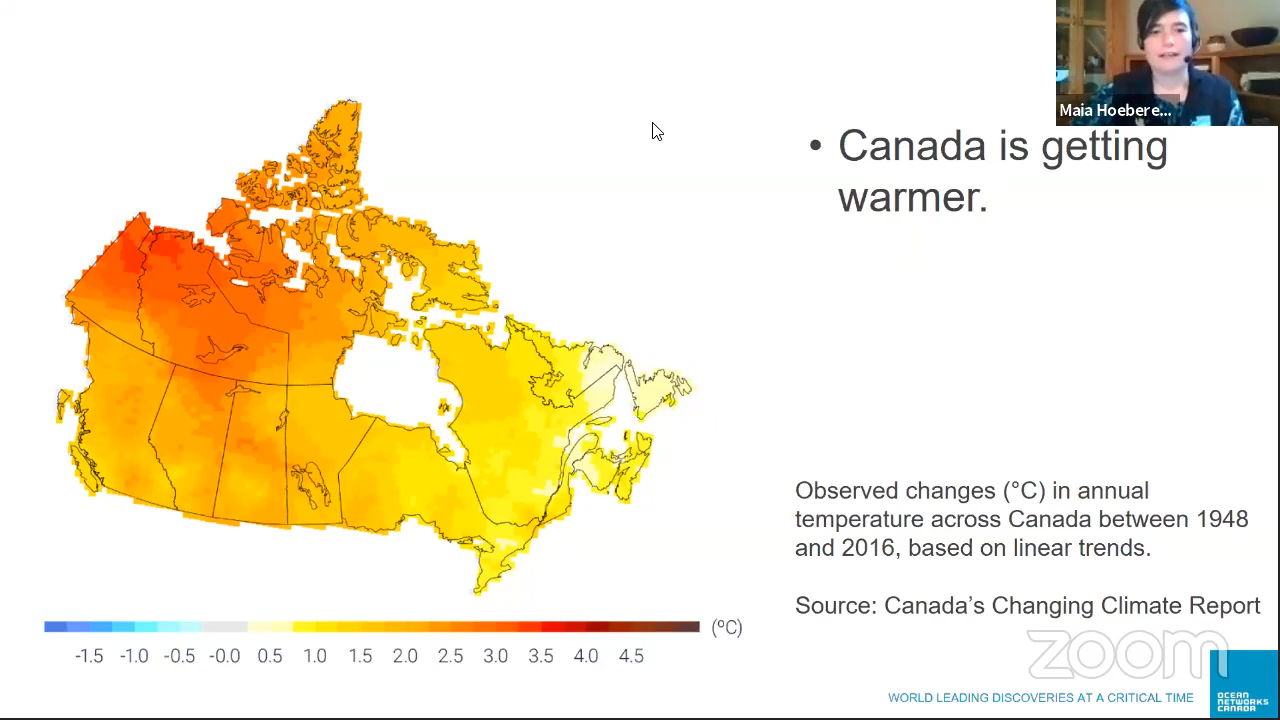 Maia Hoebere...
• Canada is getting
warmer.
Observed changes (°C) in annual
temperature across Canada between 1948
and 2016, based on linear trends.
Source: Canada's Changing Climate Report
(ºC)
-1.5 -1.0 -0.5 -0.0 0.5 1.0 1.5 2.0 2.5 3.0 3.5 4.0 4.5
zoom
WORLD LEADING DISCOVERIES AT A CRITICAL TIME
OCEAN
NETWORKS
CANADA